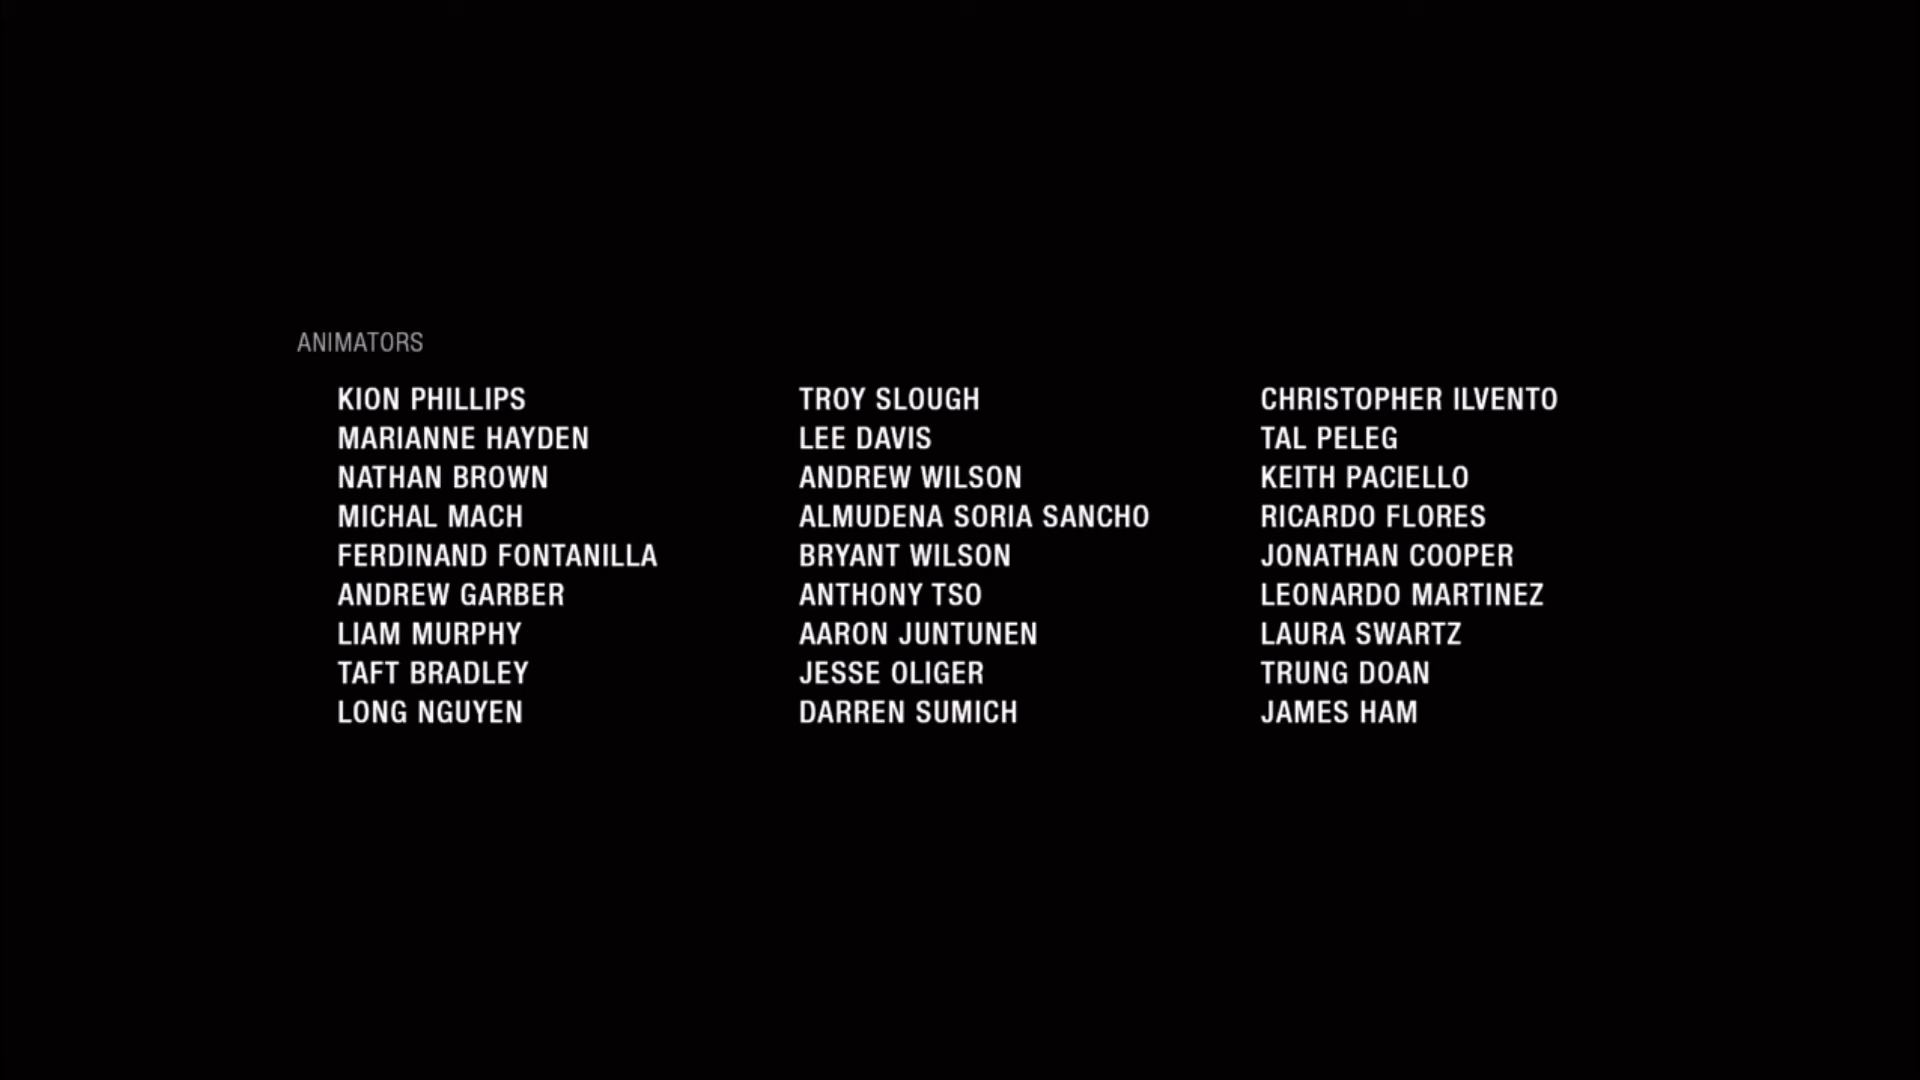 ANIMATORS
KION PHILLIPS
MARIANNE HAYDEN
NATHAN BROWN
MICHAL MACH
FERDINAND FONTANILLA
ANDREW GARBER
LIAM MURPHY
TAFT BRADLEY
LONG NGUYEN
TROY SLOUGH
LEE DAVIS
ANDREW WILSON
ALMUDENA SORIA SANCHO
BRYANT WILSON
ANTHONY TSO
AARON JUNTUNEN
JESSE OLIGER
DARREN SUMICH
CHRISTOPHER ILVENTO
TAL PELEG
KEITH PACIELLO
RICARDO FLORES
JONATHAN COOPER
LEONARDO MARTINEZ
LAURA SWARTZ
TRUNG DOAN
JAMES HAM